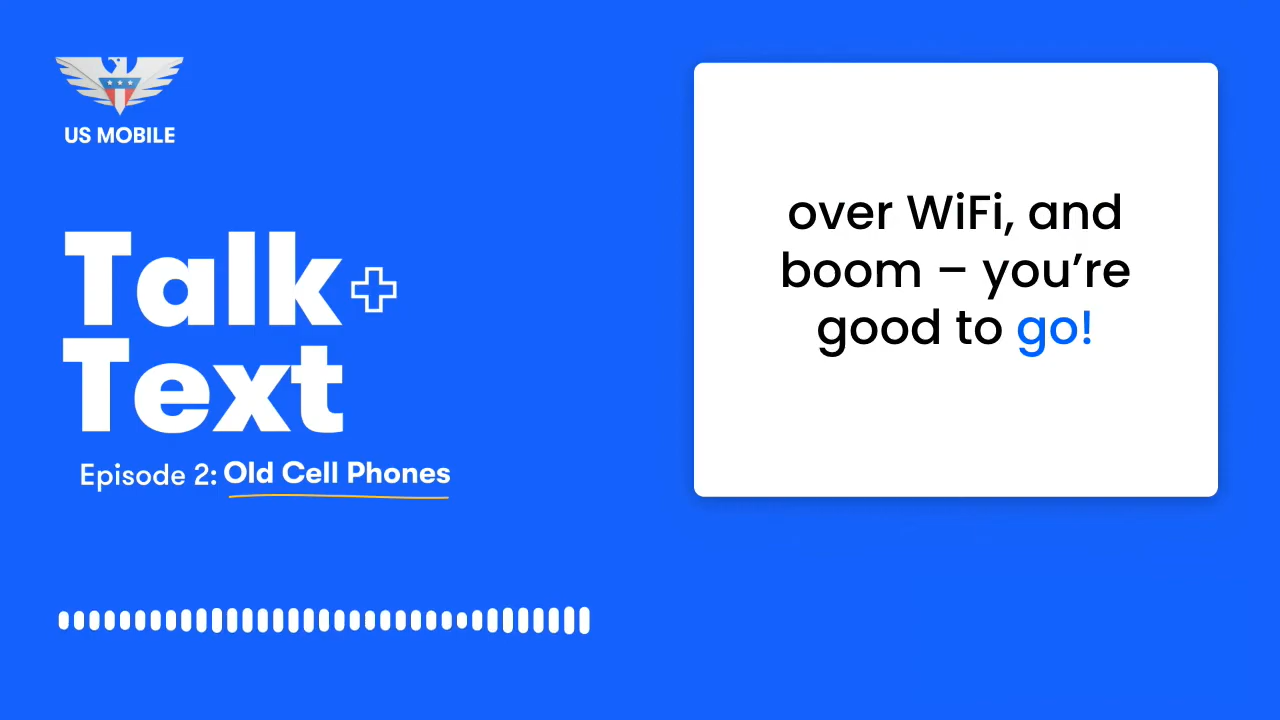 US MOBILE
Talk+
Text
Episode 2: Old Cell Phones
over WiFi, and
boom – you’re
good to go!